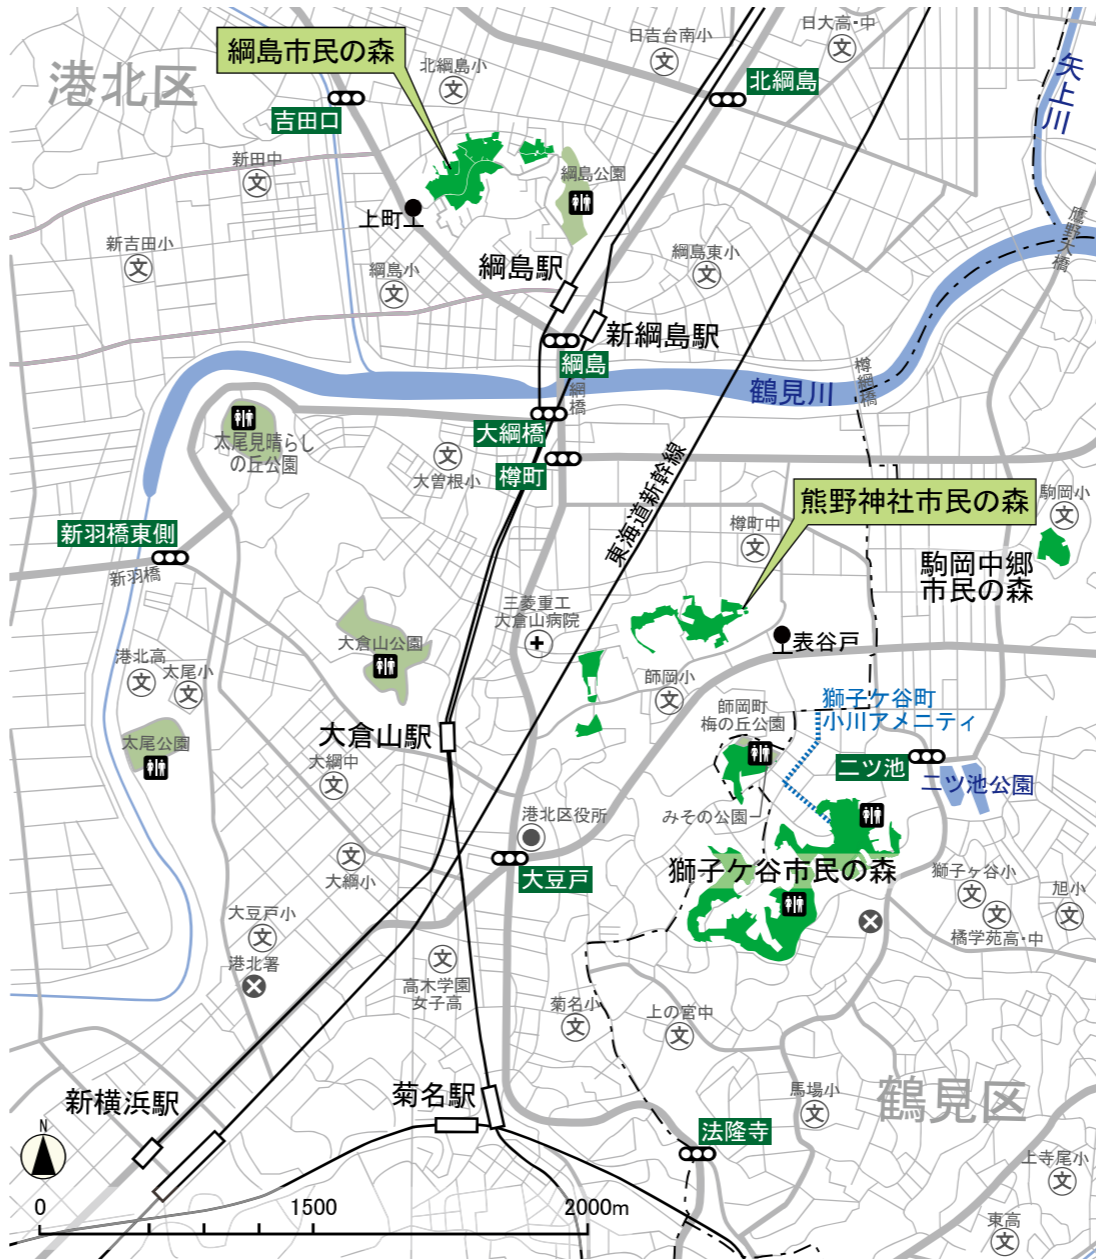 日大高・中
日吉台南小
綱島市民の森
北綱島小
矢上川
港北区
北綱島
吉田口
新田中
綱島公園
上町
鷹野大橋
新吉田小
綱島東小
綱島小
綱島駅
新綱島駅
綱島
樽綱橋
鶴見川
大綱橋
太尾見晴らし
の丘公園
大曽根小
樽町
東海道新幹線
熊野神社市民の森
駒岡小
樽町中
新羽橋東側
新羽橋
駒岡中郷
市民の森
三菱重工
大倉山病院
大倉山公園
表谷戸
港北高
太尾小
師岡小
獅子ケ谷町
小川アメニティ
師岡町
梅の丘公園
大倉山駅
太尾公園
大綱中
二ツ池
二ツ池公園
港北区役所
みその公園
大綱小
大豆戸
獅子ケ谷市民の森
獅子ヶ谷小
旭小
大豆戸小
橘学苑高・中
港北署
高木学園
女子高
菊名小
上の宮中
新横浜駅
菊名駅
馬場小
鶴見区
法隆寺
N
上寺尾小
0
1500
2000m
東高